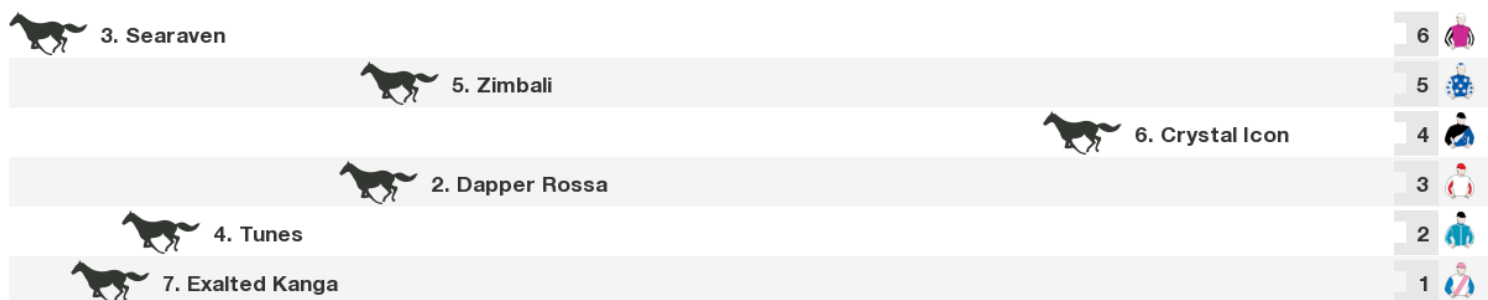 3. Searaven 6
5. Zimbali 5
6. Crystal Icon 4
2. Dapper Rossa 3
4. Tunes 2
7. Exalted Kanga 1